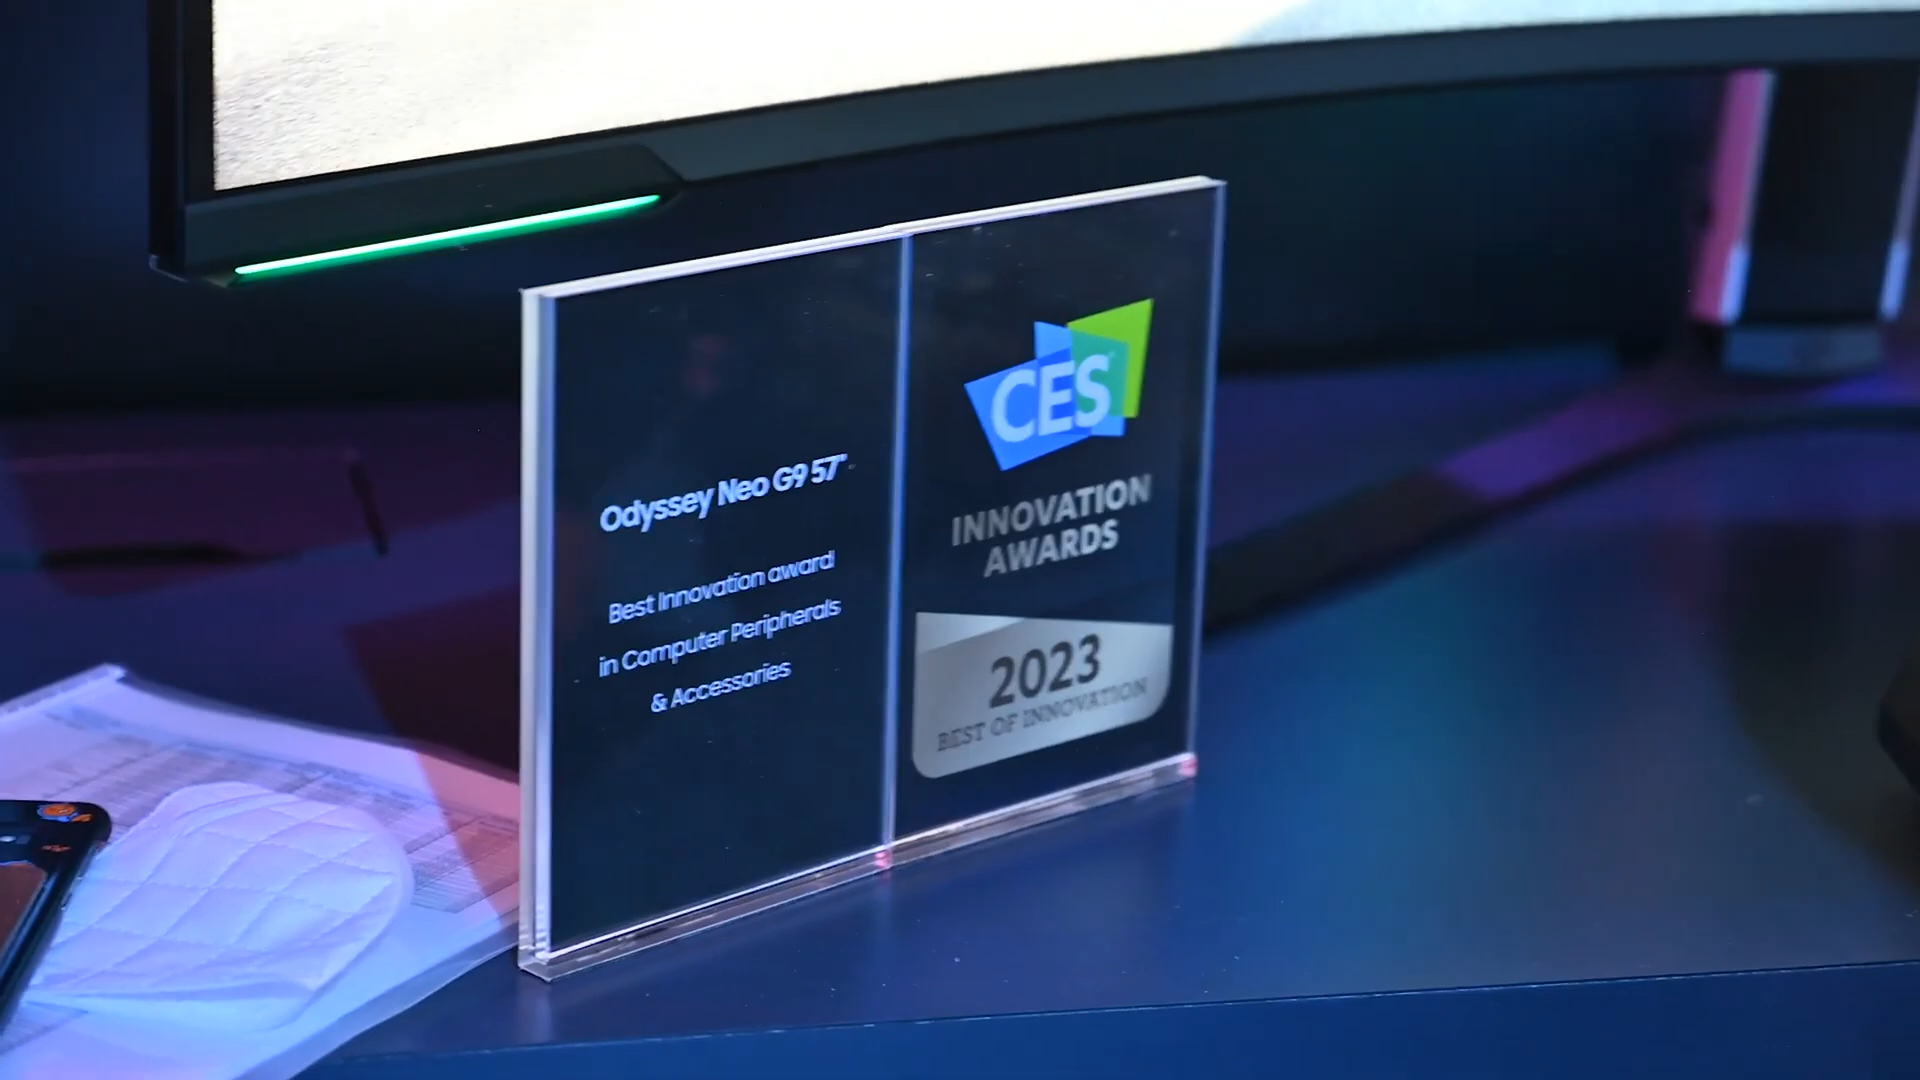 Odyssey Neo G9 57"
Best Innovation award
in Computer Peripherals
& Accessories
CES
INNOVATION
AWARDS
2023
BEST OF INNOVATION